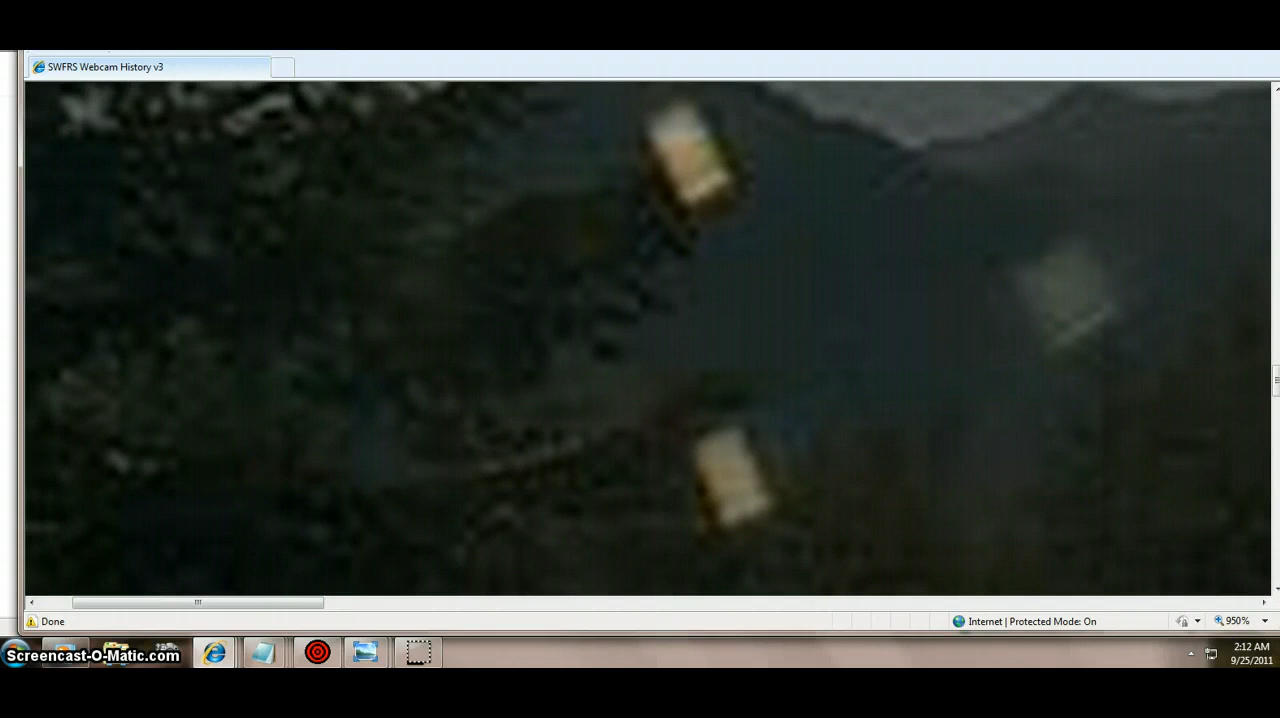 SWFRS Webcam History v3
Done
Internet | Protected Mode: On
950%
Screencast-O-Matic.com
2:12 AM
9/25/2011